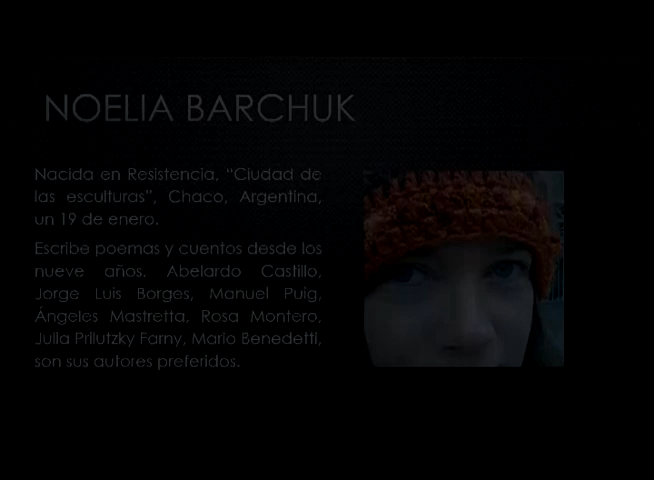 NOELIA BARCHUK
Nacida en Resistencia, “Ciudad de
las esculturas”, Chaco, Argentina,
un 19 de enero.
Escribe poemas y cuentos desde los
nueve años. Abelardo Castillo,
Jorge Luis Borges, Manuel Puig,
Ángeles Mastretta, Rosa Montero,
Julia Prilutzky Farny, Mario Benedetti,
son sus autores preferidos.